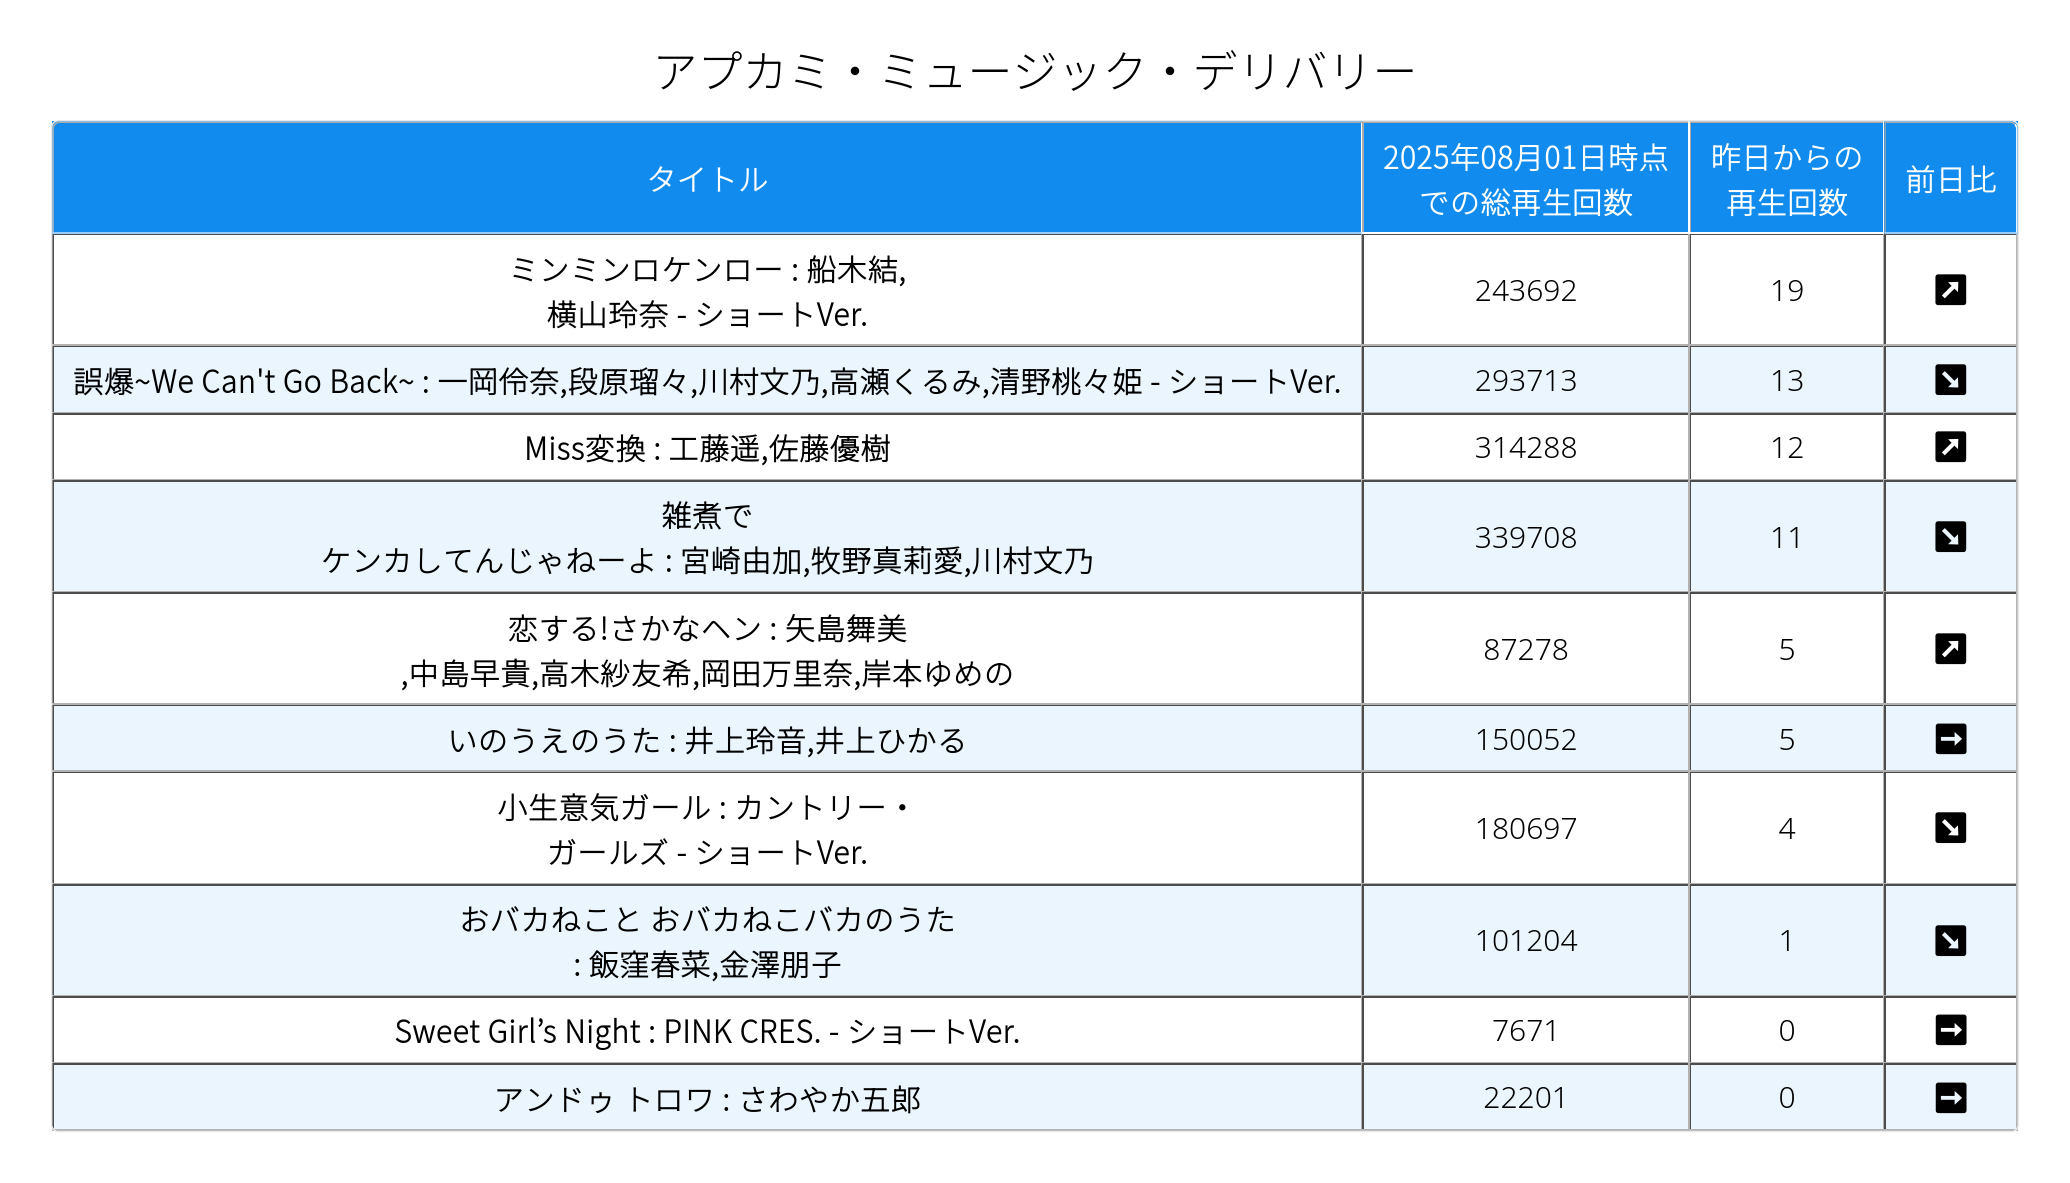 アプカミ・ミュージック・デリバリー
タイトル
2025年08月01日時点
での総再生回数
昨日からの
再生回数
前日比
ミンミンロケンロー : 船木結,
横山玲奈 - ショートVer.
243692
19
↗
誤爆~We Can't Go Back~ : 一岡伶奈,段原瑠々,川村文乃,高瀬くるみ,清野桃々姫 - ショートVer.
293713
13
↘
Miss変換 : 工藤遥,佐藤優樹
314288
12
↗
雑煮で
ケンカしてんじゃねーよ : 宮崎由加,牧野真莉愛,川村文乃
339708
11
↘
恋する!さかなヘン : 矢島舞美
,中島早貴,高木紗友希,岡田万里奈,岸本ゆめの
87278
5
↗
いのうえのうた : 井上玲音,井上ひかる
150052
5
→
小生意気ガール : カントリー・
ガールズ - ショートVer.
180697
4
↘
おバカねこと おバカねこバカのうた
: 飯窪春菜,金澤朋子
101204
1
↘
Sweet Girl’s Night : PINK CRES. - ショートVer.
7671
0
→
アンドゥ トロワ : さわやか五郎
22201
0
→